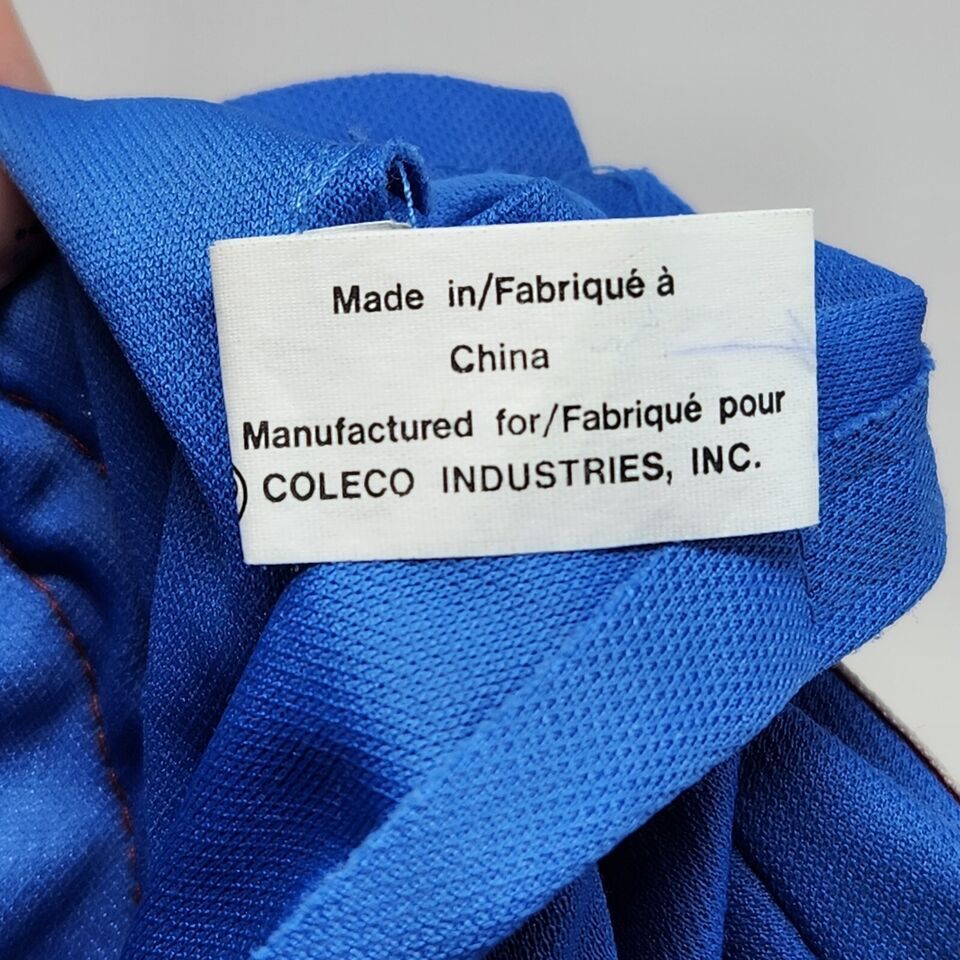 Made in/Fabriqué à
China
Manufactured for/Fabriqué pour
COLECO INDUSTRIES, INC.